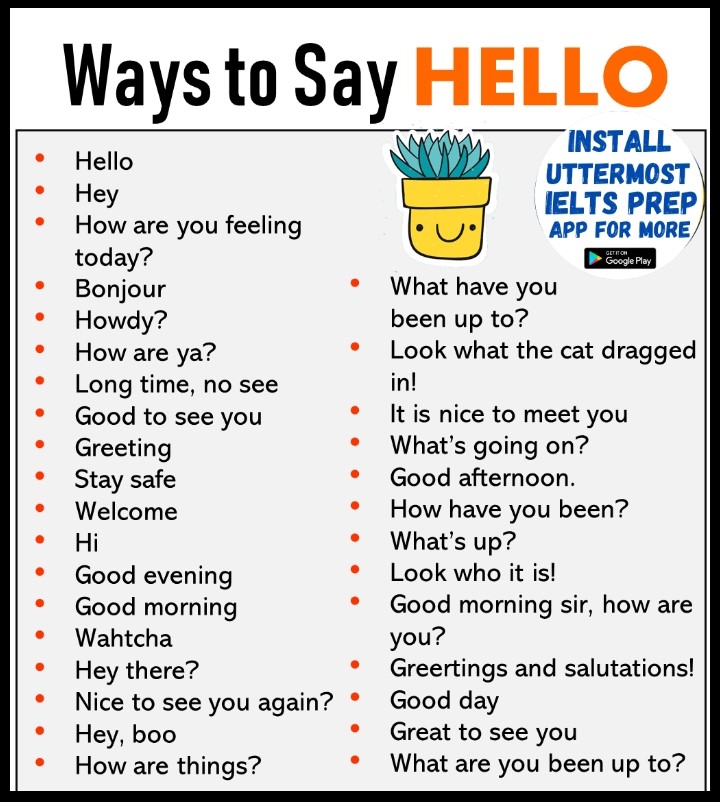 Ways to Say HELLO
INSTALL
UTTERMOST
IELTS PREP
APP FOR MORE
GET IT ON
Google Play
• Hello
• Hey
• How are you feeling
today?
• Bonjour
• Howdy?
• How are ya?
• Long time, no see
• Good to see you
• Greeting
• Stay safe
• Welcome
• Hi
• Good evening
• Good morning
• Wahtcha
• Hey there?
• Nice to see you again?
• Hey, boo
• How are things?
• What have you
been up to?
• Look what the cat dragged
in!
• It is nice to meet you
• What’s going on?
• Good afternoon.
• How have you been?
• What’s up?
• Look who it is!
• Good morning sir, how are
you?
• Greertings and salutations!
• Good day
• Great to see you
• What are you been up to?